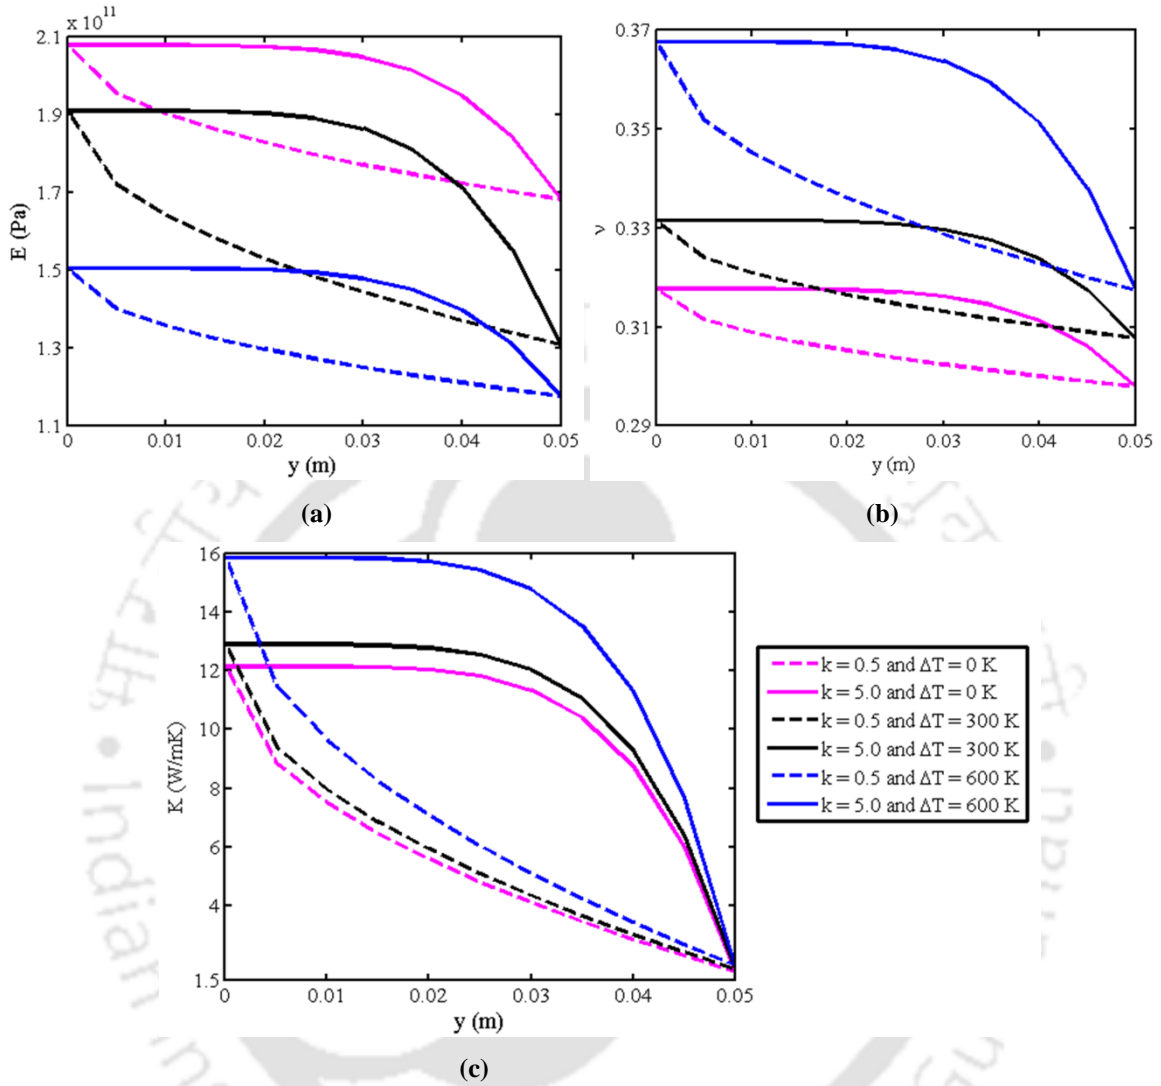 x 10^11
2.1
1.9
1.7
1.5
1.3
1.1
E (Pa)
0 0.01 0.02 0.03 0.04 0.05
y (m)
(a)
0.37
0.35
0.33
0.31
0.29
ν
0 0.01 0.02 0.03 0.04 0.05
y (m)
(b)
16
14
12
10
8
6
4
1.5
K (W/mK)
0 0.01 0.02 0.03 0.04 0.05
y (m)
(c)
k = 0.5 and ΔT = 0 K
k = 5.0 and ΔT = 0 K
k = 0.5 and ΔT = 300 K
k = 5.0 and ΔT = 300 K
k = 0.5 and ΔT = 600 K
k = 5.0 and ΔT = 600 K
Indian